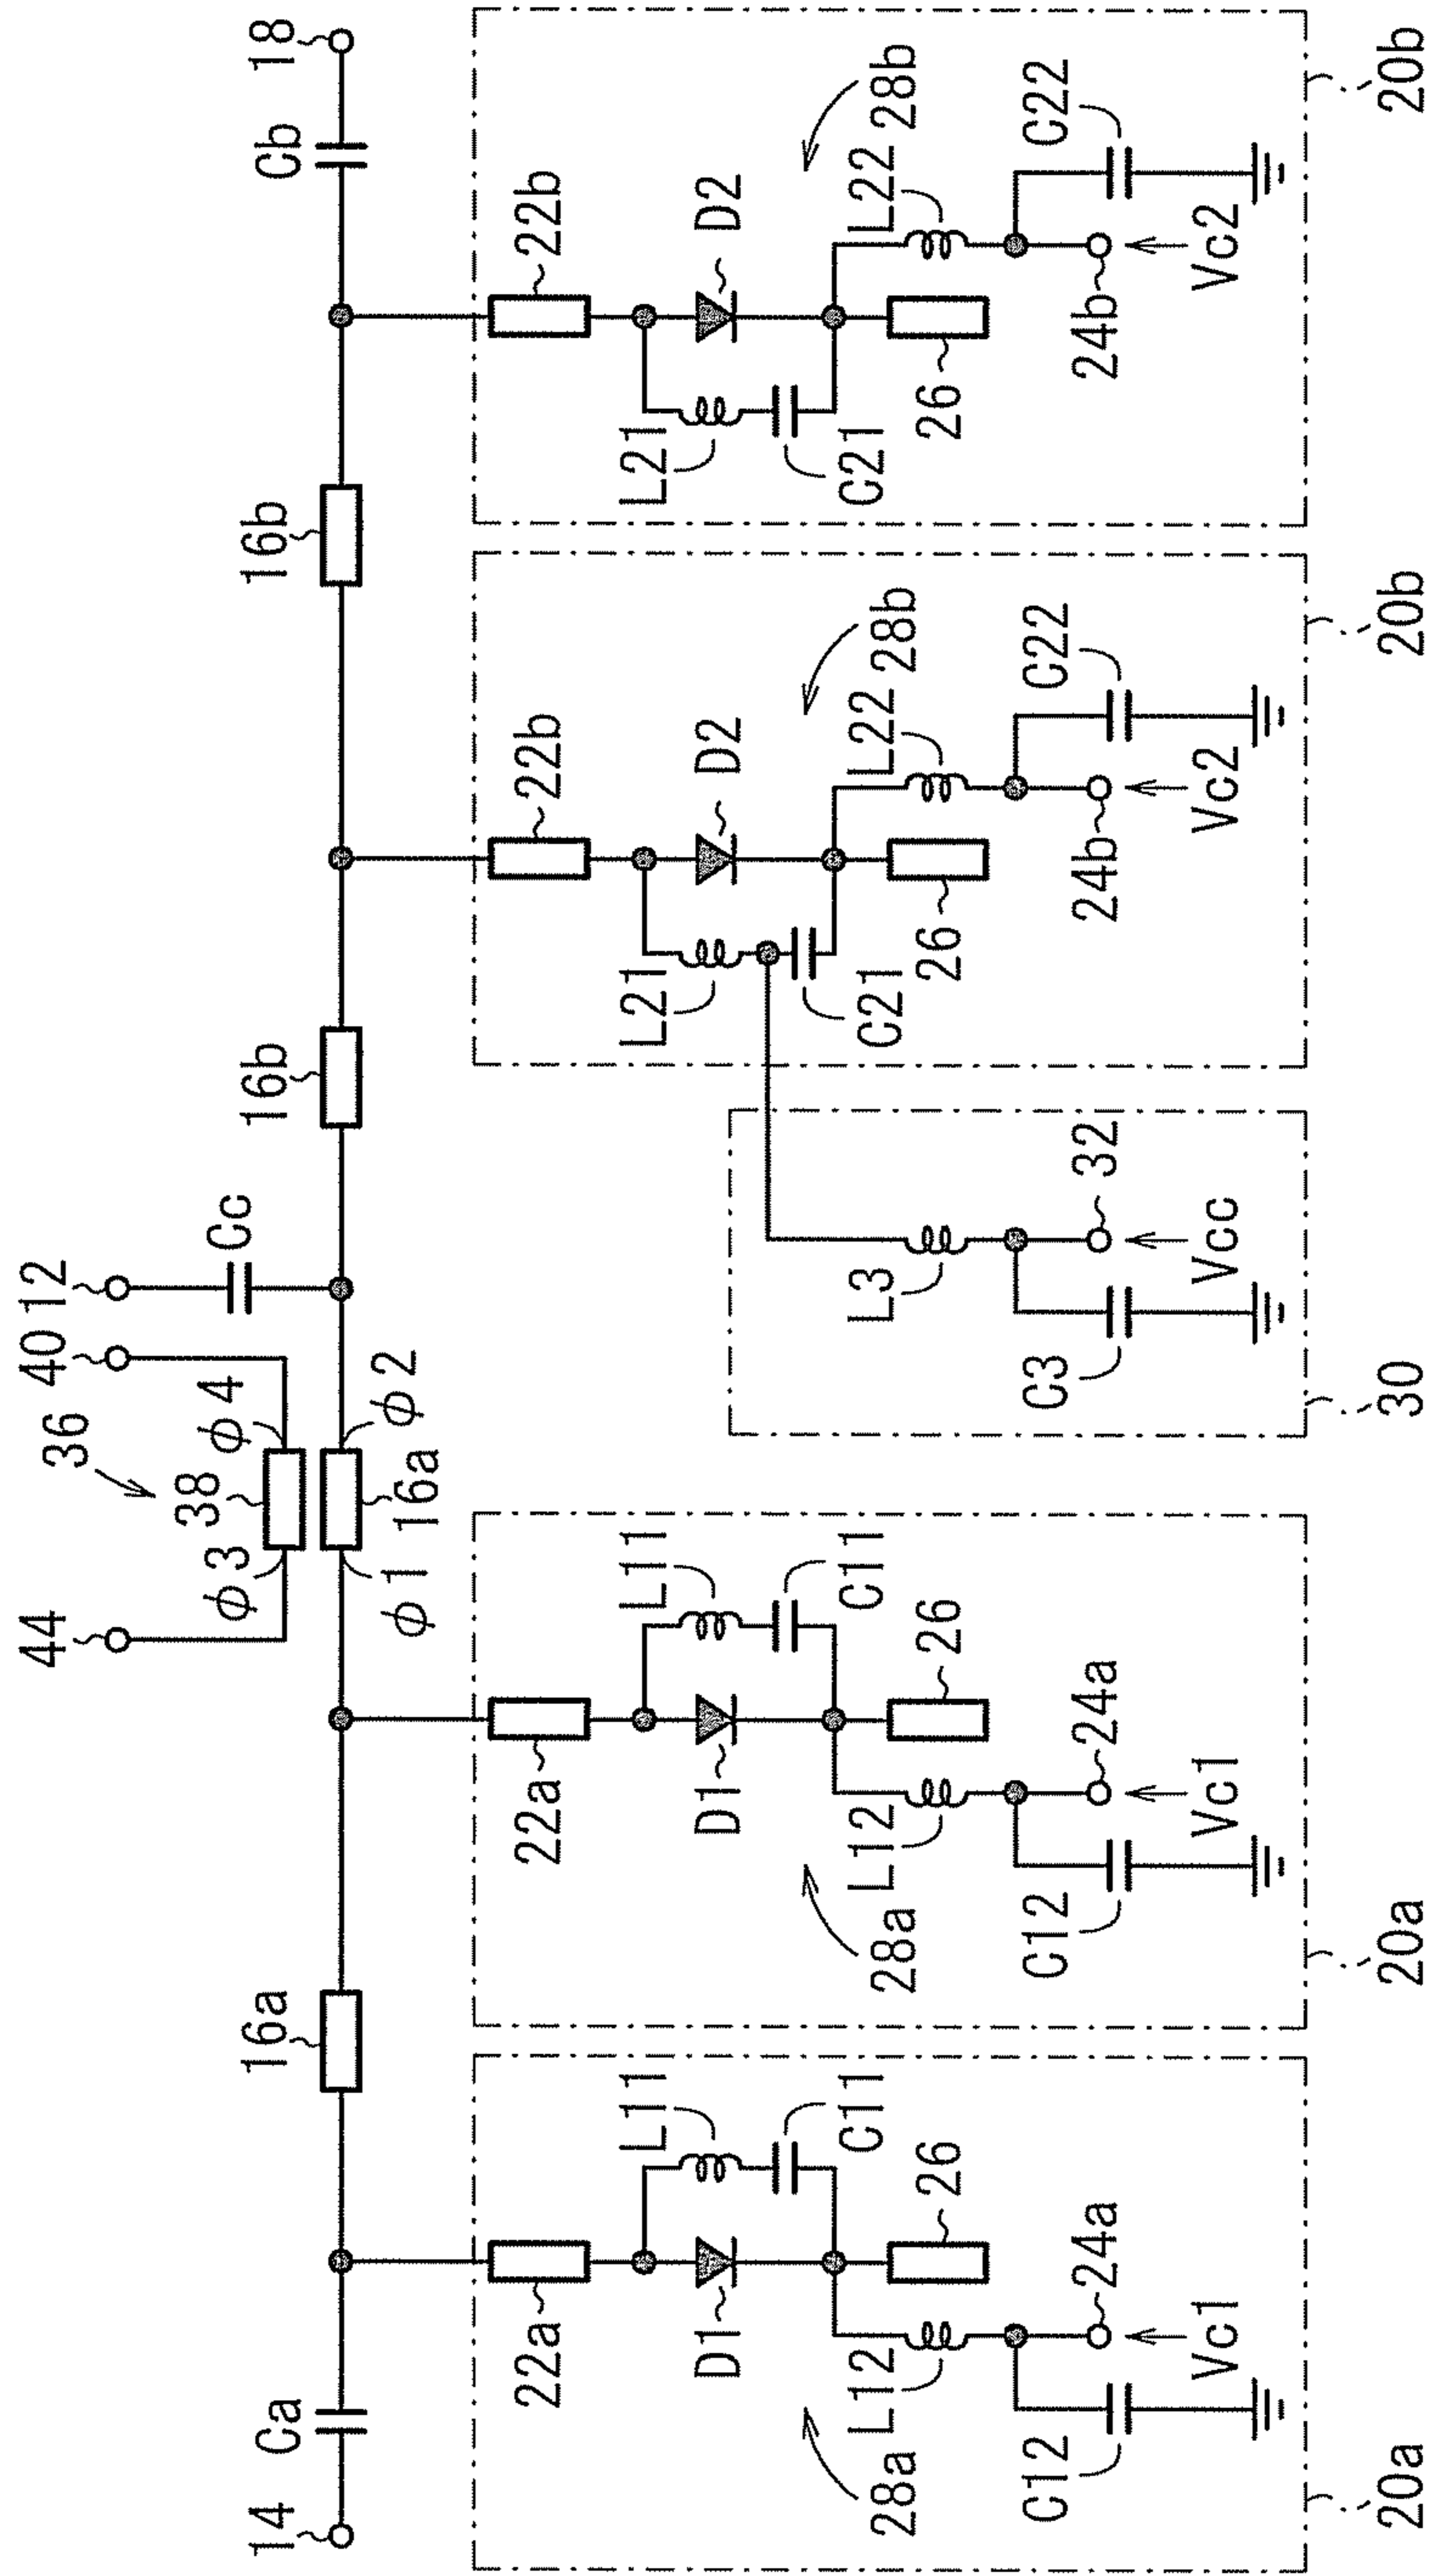 44
40
12
36
38
φ3
φ4
Cc
14
Ca
16a
16b
16b
Cb
18
φ1
16a
φ2
22a
22a
22b
22b
L11
L11
L21
L21
D1
D1
D2
D2
C11
C11
C21
C21
28a
L12
26
28a
L12
26
L3
26
L22
28b
26
L22
28b
C12
24a
C12
24a
C3
32
24b
C22
24b
C22
Vc1
Vc1
Vcc
Vc2
Vc2
20a
20a
30
20b
20b